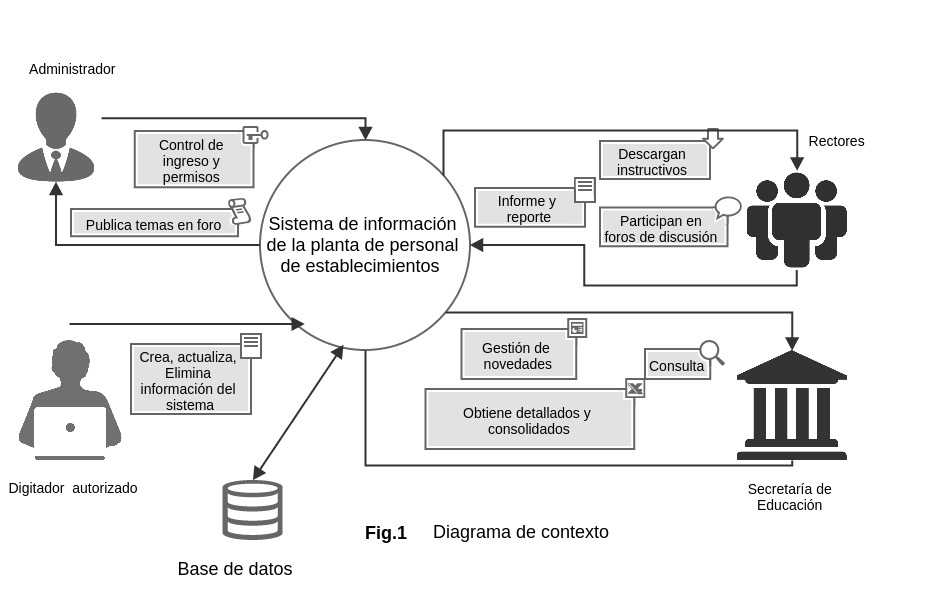 Administrador
Control de
ingreso y
permisos
Publica temas en foro
Sistema de información
de la planta de personal
de establecimientos
Descargan
instructivos
Rectores
Informe y
reporte
Participan en
foros de discusión
Crea, actualiza,
Elimina
información del
sistema
Digitador autorizado
Gestión de
novedades
Consulta
Obtiene detallados y
consolidados
Secretaría de
Educación
Base de datos
Fig.1 Diagrama de contexto